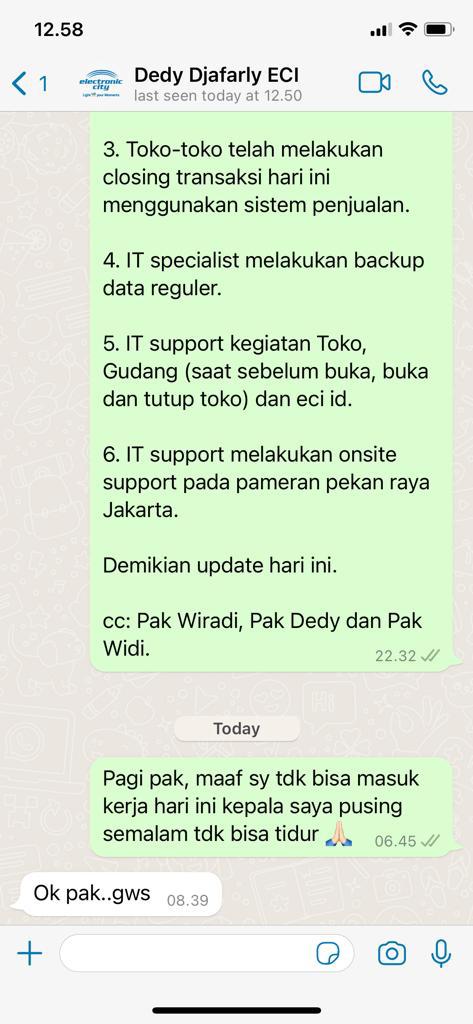 12.58
1
electronic
city
Dedy Djafarly ECI
last seen today at 12.50
3. Toko-toko telah melakukan
closing transaksi hari ini
menggunakan sistem penjualan.
4. IT specialist melakukan backup
data reguler.
5. IT support kegiatan Toko,
Gudang (saat sebelum buka, buka
dan tutup toko) dan eci id.
6. IT support melakukan onsite
support pada pameran pekan raya
Jakarta.
Demikian update hari ini.
cc: Pak Wiradi, Pak Dedy dan Pak
Widi.
22.32
Today
Pagi pak, maaf sy tdk bisa masuk
kerja hari ini kepala saya pusing
semalam tdk bisa tidur 🙏🏻
06.45
Ok pak..gws
08.39